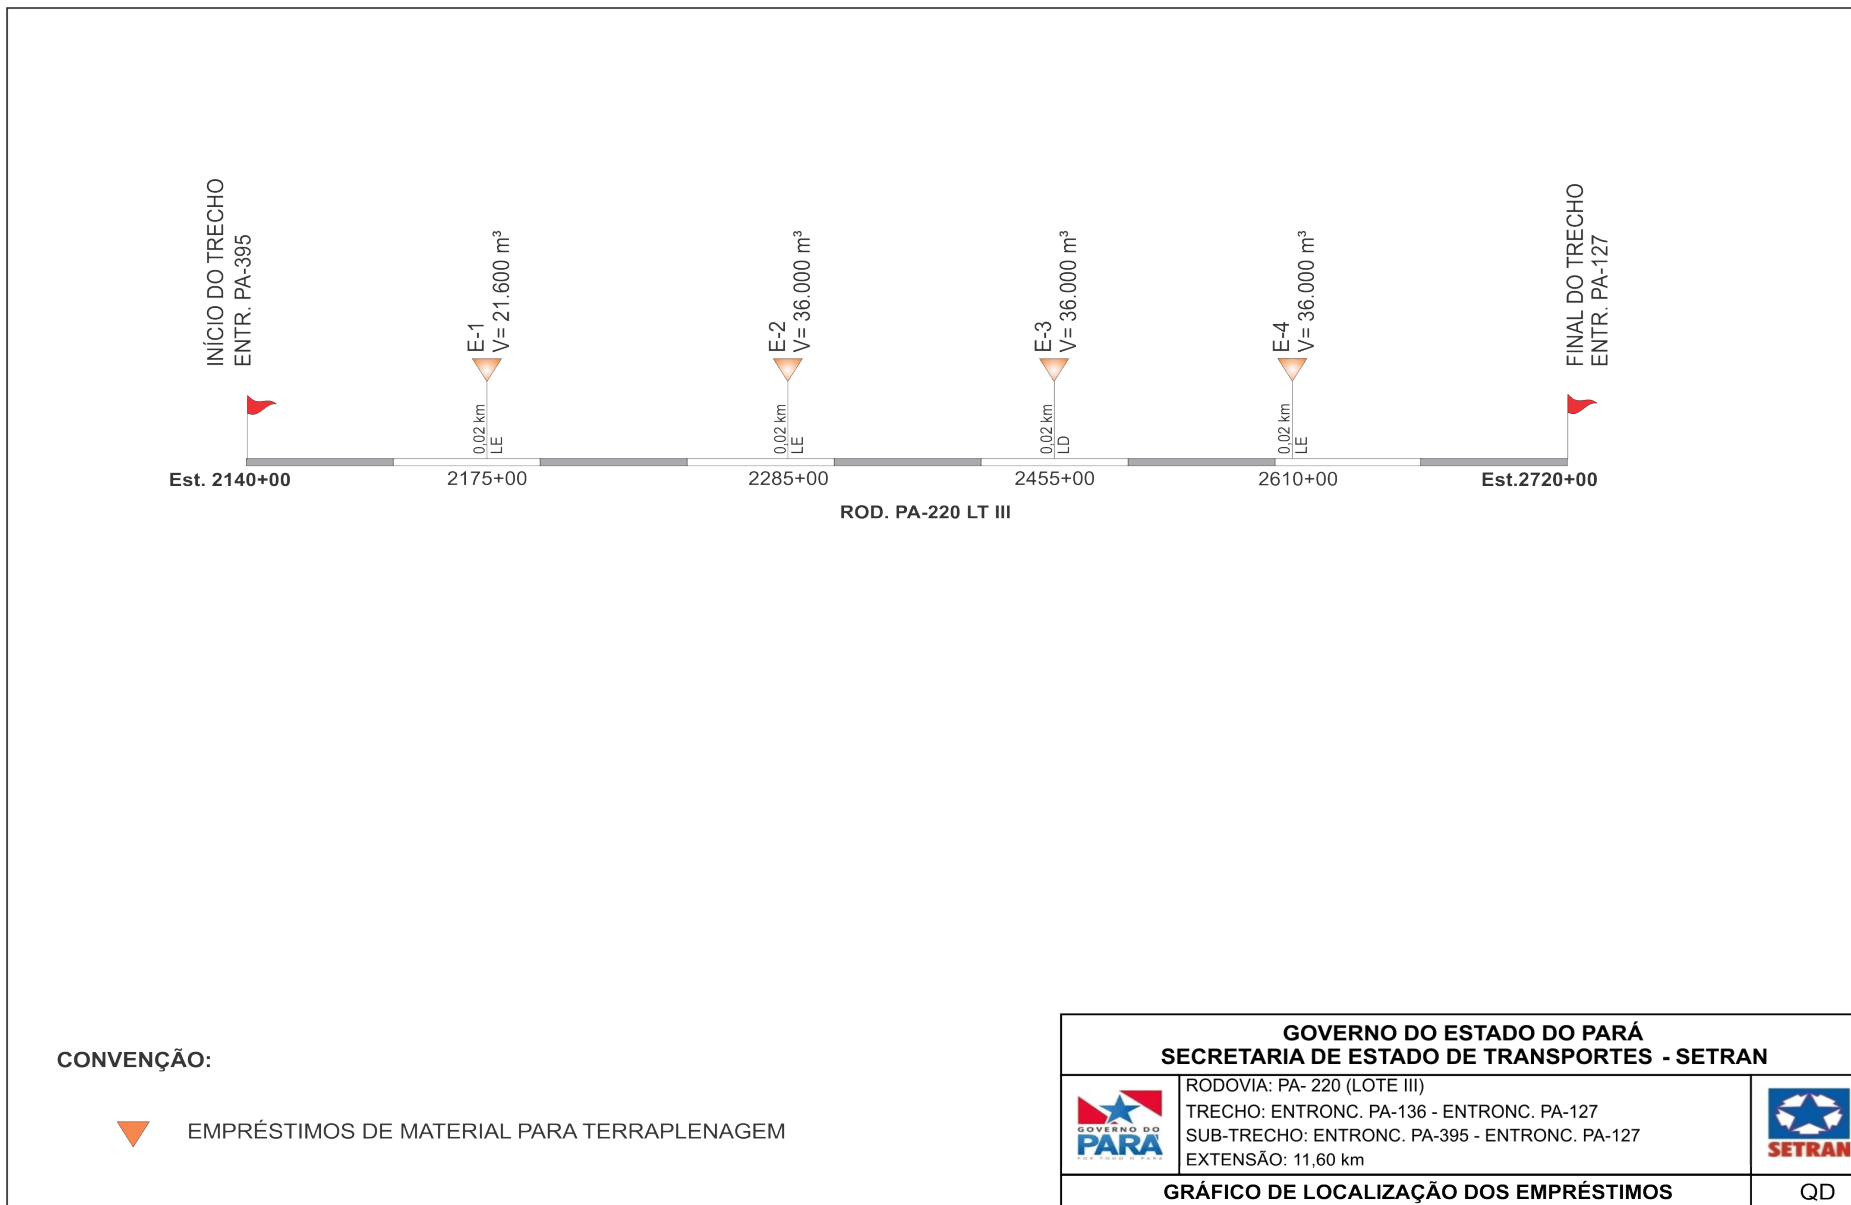 INÍCIO DO TRECHO
ENTR. PA-395
E-1
V= 21.600 m³
E-2
V= 36.000 m³
E-3
V= 36.000 m³
E-4
V= 36.000 m³
FINAL DO TRECHO
ENTR. PA-127
0,02 km
LE
0,02 km
LE
0,02 km
LD
0,02 km
LE
Est. 2140+00
2175+00
2285+00
2455+00
2610+00
Est.2720+00
ROD. PA-220 LT III
CONVENÇÃO:
EMPRÉSTIMOS DE MATERIAL PARA TERRAPLENAGEM
GOVERNO DO ESTADO DO PARÁ
SECRETARIA DE ESTADO DE TRANSPORTES - SETRAN
GOVERNO DO
PARÁ
POR TODO O PARÁ
RODOVIA: PA- 220 (LOTE III)
TRECHO: ENTRONC. PA-136 - ENTRONC. PA-127
SUB-TRECHO: ENTRONC. PA-395 - ENTRONC. PA-127
EXTENSÃO: 11,60 km
SETRAN
GRÁFICO DE LOCALIZAÇÃO DOS EMPRÉSTIMOS
QD